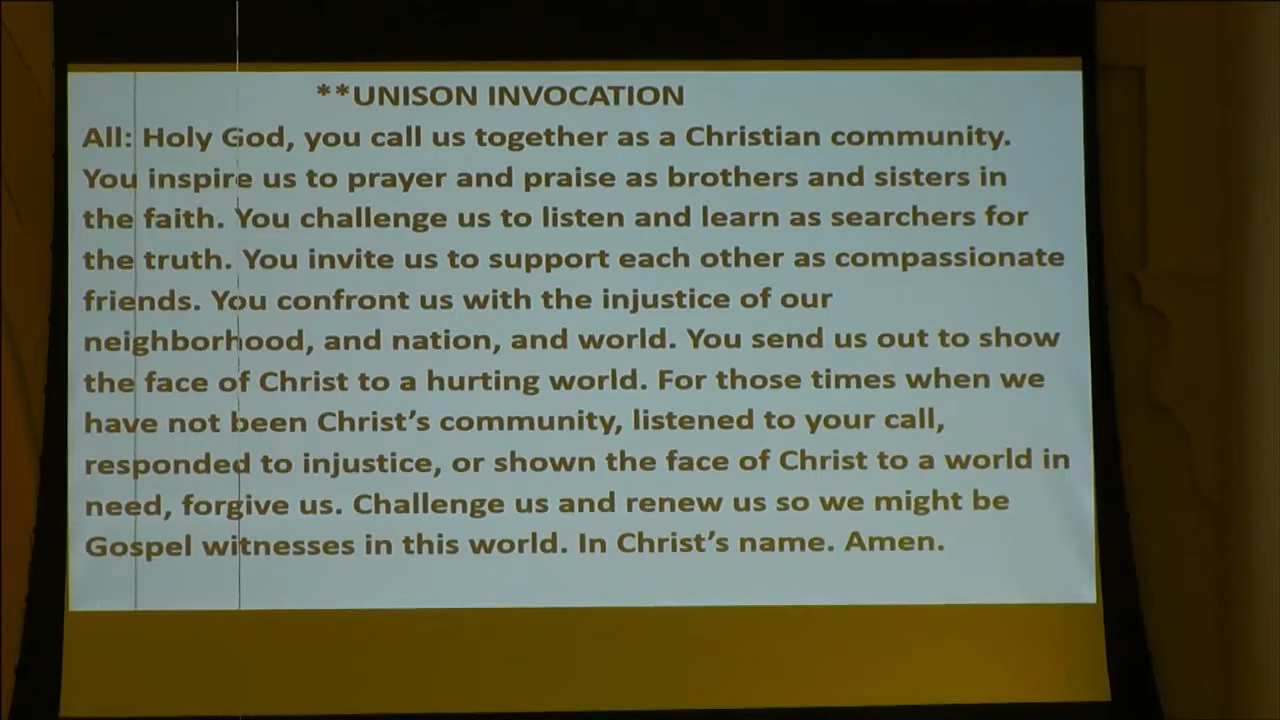 **UNISON INVOCATION
All: Holy God, you call us together as a Christian community.
You inspire us to prayer and praise as brothers and sisters in
the faith. You challenge us to listen and learn as searchers for
the truth. You invite us to support each other as compassionate
friends. You confront us with the injustice of our
neighborhood, and nation, and world. You send us out to show
the face of Christ to a hurting world. For those times when we
have not been Christ’s community, listened to your call,
responded to injustice, or shown the face of Christ to a world in
need, forgive us. Challenge us and renew us so we might be
Gospel witnesses in this world. In Christ’s name. Amen.